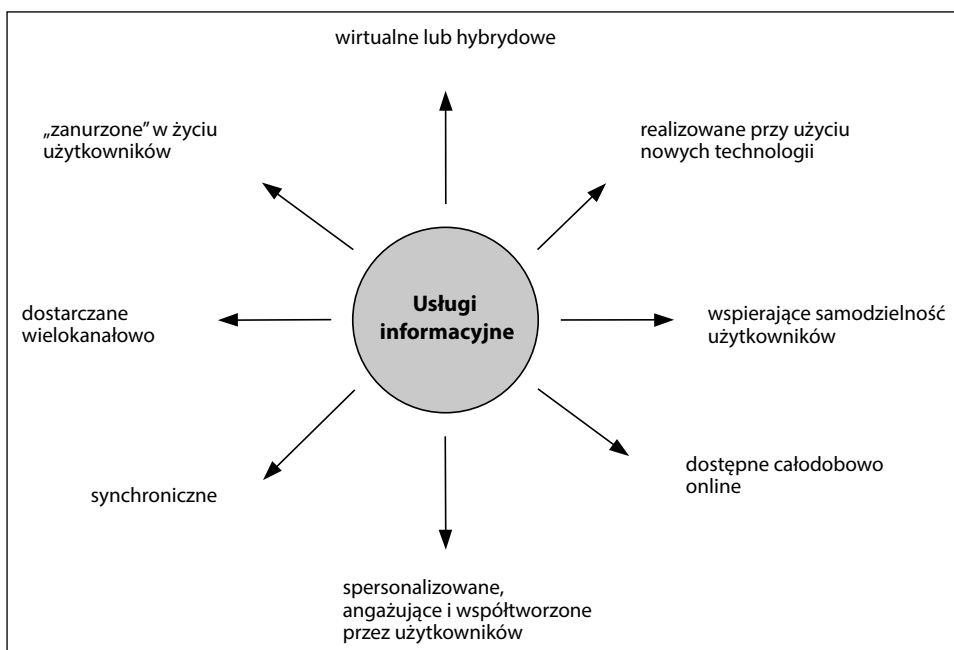 wirtualne lub hybrydowe
„zanurzone” w życiu
użytkowników
realizowane przy użyciu
nowych technologii
Usługi
informacyjne
dostarczane
wielokanałowo
wspierające samodzielność
użytkowników
synchroniczne
dostępne całodobowo
online
spersonalizowane,
angażujące i współtworzone
przez użytkowników